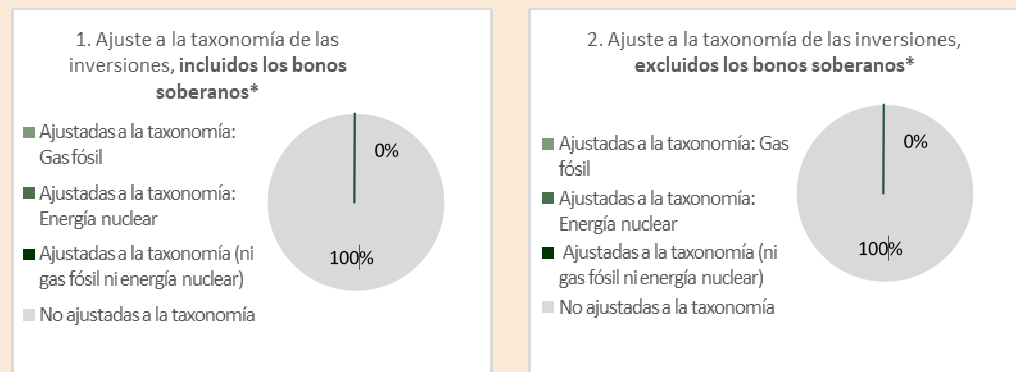 1. Ajuste a la taxonomía de las
inversiones, incluidos los bonos
soberanos*
Ajustadas a la taxonomía:
Gas fósil
Ajustadas a la taxonomía:
Energía nuclear
Ajustadas a la taxonomía (ni
gas fósil ni energía nuclear)
No ajustadas a la taxonomía
0%
100%
2. Ajuste a la taxonomía de las inversiones,
excluidos los bonos soberanos*
Ajustadas a la taxonomía: Gas
fósil
Ajustadas a la taxonomía:
Energía nuclear
Ajustadas a la taxonomía (ni
gas fósil ni energía nuclear)
No ajustadas a la taxonomía
0%
100%